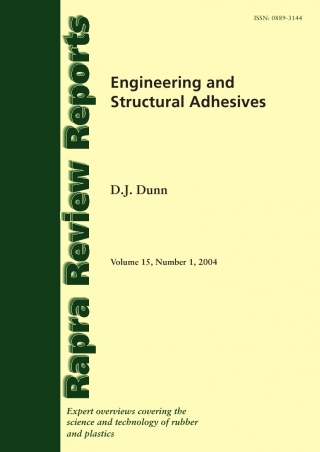 ISSN: 0889-3144
Rapra Review Reports
Engineering and
Structural Adhesives
D.J. Dunn
Volume 15, Number 1, 2004
Expert overviews covering the
science and technology of rubber
and plastics